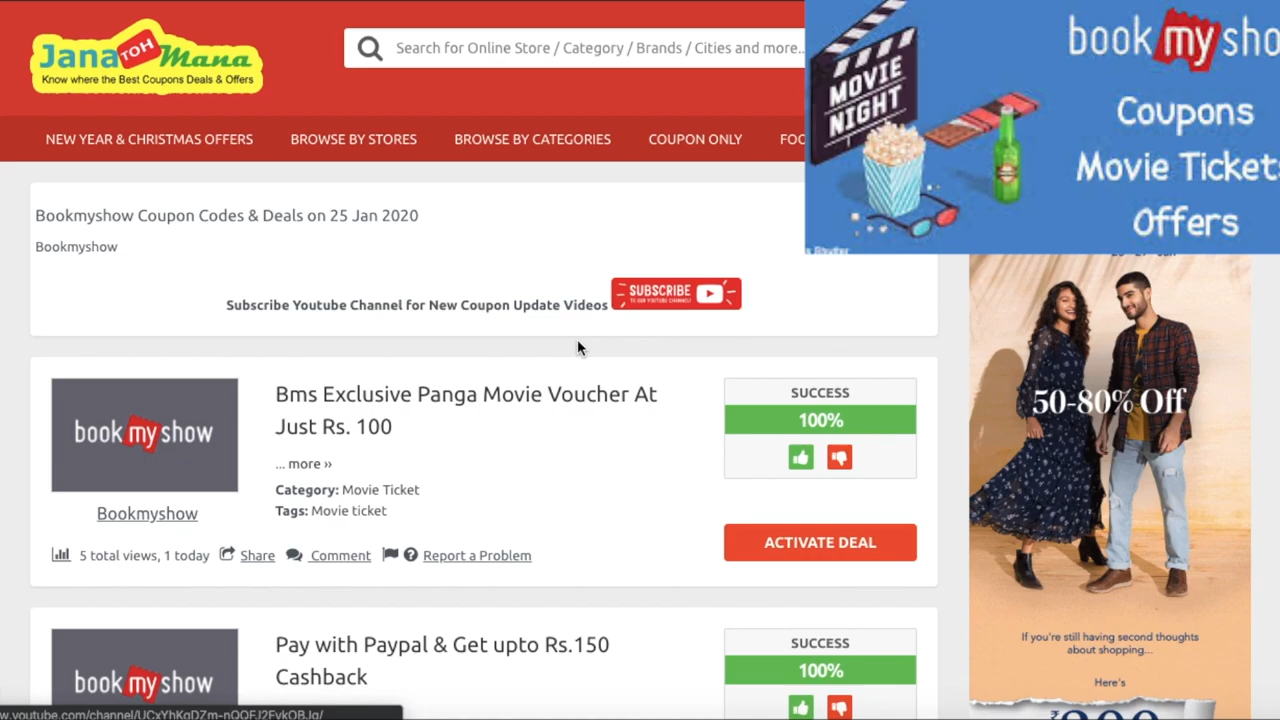 Jana TOH Mana
Know where the Best Coupons Deals & Offers
Search for Online Store / Category / Brands / Cities and more..
NEW YEAR & CHRISTMAS OFFERS
BROWSE BY STORES
BROWSE BY CATEGORIES
COUPON ONLY
FOO
MOVIE
NIGHT
book my sho
Coupons
Movie Tickets
Offers
Bookmyshow Coupon Codes & Deals on 25 Jan 2020
Bookmyshow
Subscribe Youtube Channel for New Coupon Update Videos
SUBSCRIBE
TO OUR YOUTUBE CHANNEL
book my show
Bookmyshow
Bms Exclusive Panga Movie Voucher At
Just Rs. 100
... more ››
Category: Movie Ticket
Tags: Movie ticket
SUCCESS
100%
ACTIVATE DEAL
5 total views, 1 today
Share
Comment
Report a Problem
book my show
Pay with Paypal & Get upto Rs.150
Cashback
SUCCESS
100%
50-80% Off
If you're still having second thoughts
about shopping...
Here's